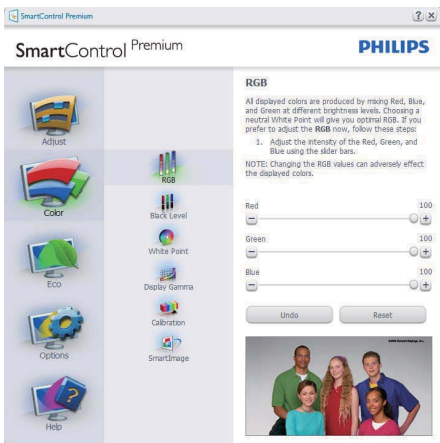 SmartControl Premium
SmartControl Premium
PHILIPS
Adjust
Color
Eco
Options
Help
RGB
Black Level
White Point
Display Gamma
Calibration
SmartImage
RGB
All displayed colors are produced by mixing Red, Blue,
and Green at different brightness levels. Choosing a
neutral White Point will give you optimal RGB. If you
prefer to adjust the RGB now, follow these steps:
1. Adjust the intensity of the Red, Green, and
Blue using the slider bars.
NOTE: Changing the RGB values can adversely effect
the displayed colors.
Red 100
Green 100
Blue 100
Undo Reset